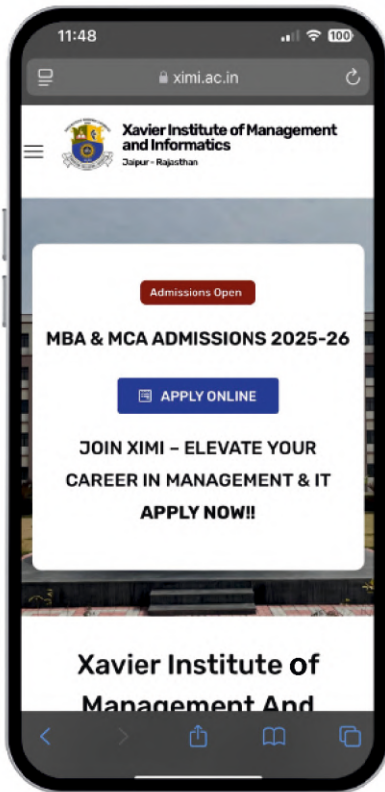 11:48
100
ximi.ac.in
Xavier Institute of Management
and Informatics
Jaipur - Rajasthan
Admissions Open
MBA & MCA ADMISSIONS 2025-26
APPLY ONLINE
JOIN XIMI – ELEVATE YOUR
CAREER IN MANAGEMENT & IT
APPLY NOW!!
Xavier Institute of
Management And